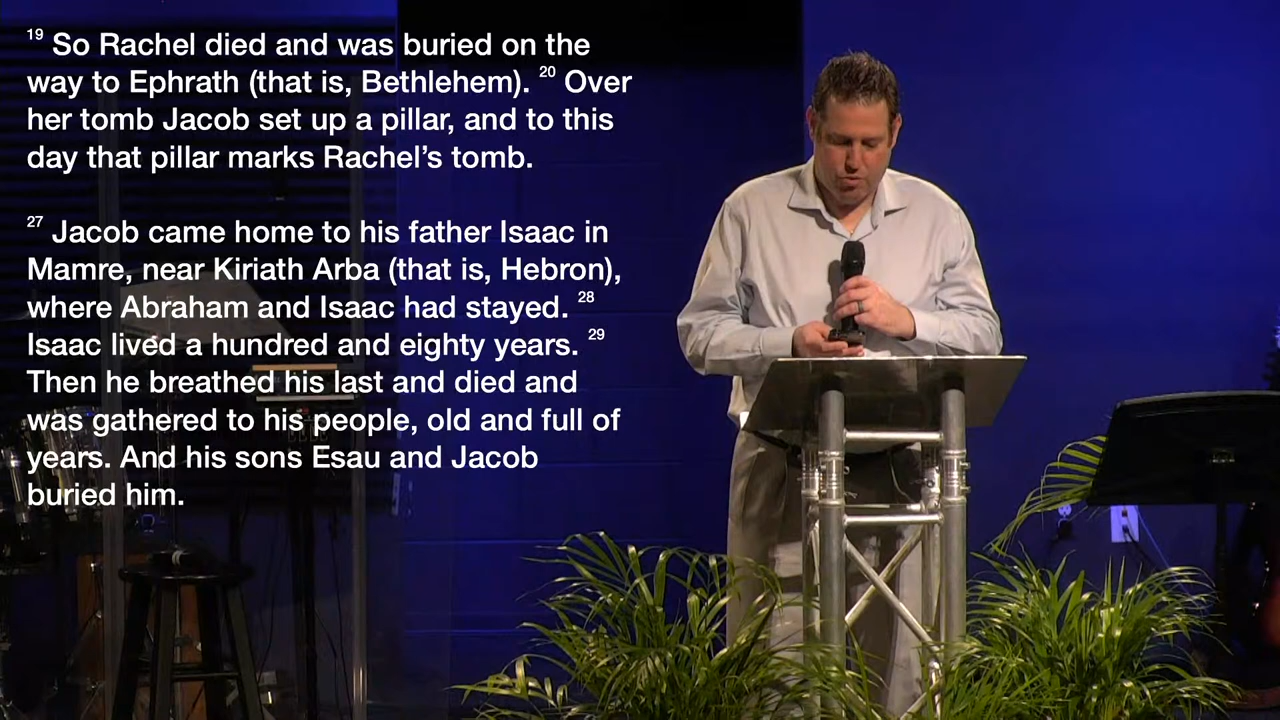 19 So Rachel died and was buried on the
way to Ephrath (that is, Bethlehem). 20 Over
her tomb Jacob set up a pillar, and to this
day that pillar marks Rachel’s tomb.
27 Jacob came home to his father Isaac in
Mamre, near Kiriath Arba (that is, Hebron),
where Abraham and Isaac had stayed. 28
Isaac lived a hundred and eighty years. 29
Then he breathed his last and died and
was gathered to his people, old and full of
years. And his sons Esau and Jacob
buried him.